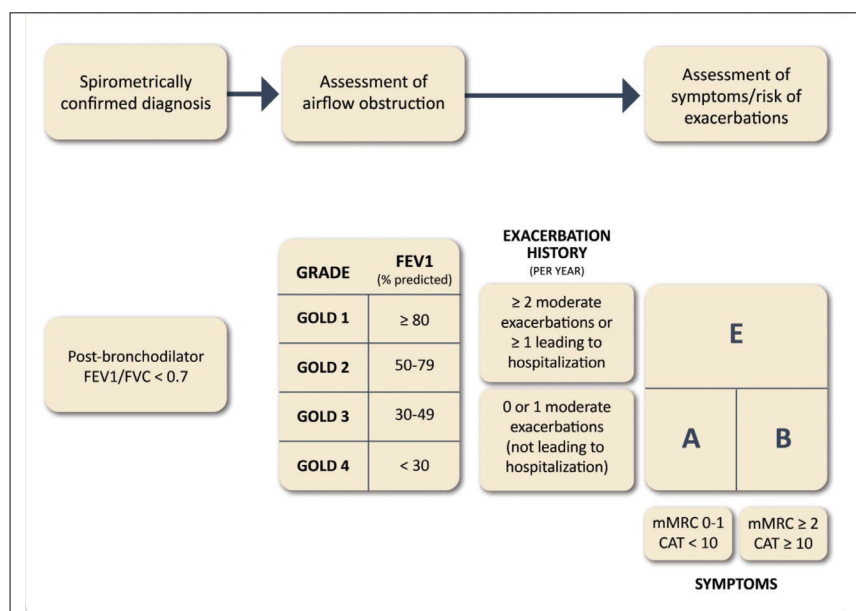 Spirometrically
confirmed diagnosis
Assessment of
airflow obstruction
Assessment of
symptoms/risk of
exacerbations
Post-bronchodilator
FEV1/FVC < 0.7
GRADE
FEV1
(% predicted)
GOLD 1
≥ 80
GOLD 2
50-79
GOLD 3
30-49
GOLD 4
< 30
EXACERBATION
HISTORY
(PER YEAR)
≥ 2 moderate
exacerbations or
≥ 1 leading to
hospitalization
0 or 1 moderate
exacerbations
(not leading to
hospitalization)
E
A
B
mMRC 0-1
CAT < 10
mMRC ≥ 2
CAT ≥ 10
SYMPTOMS